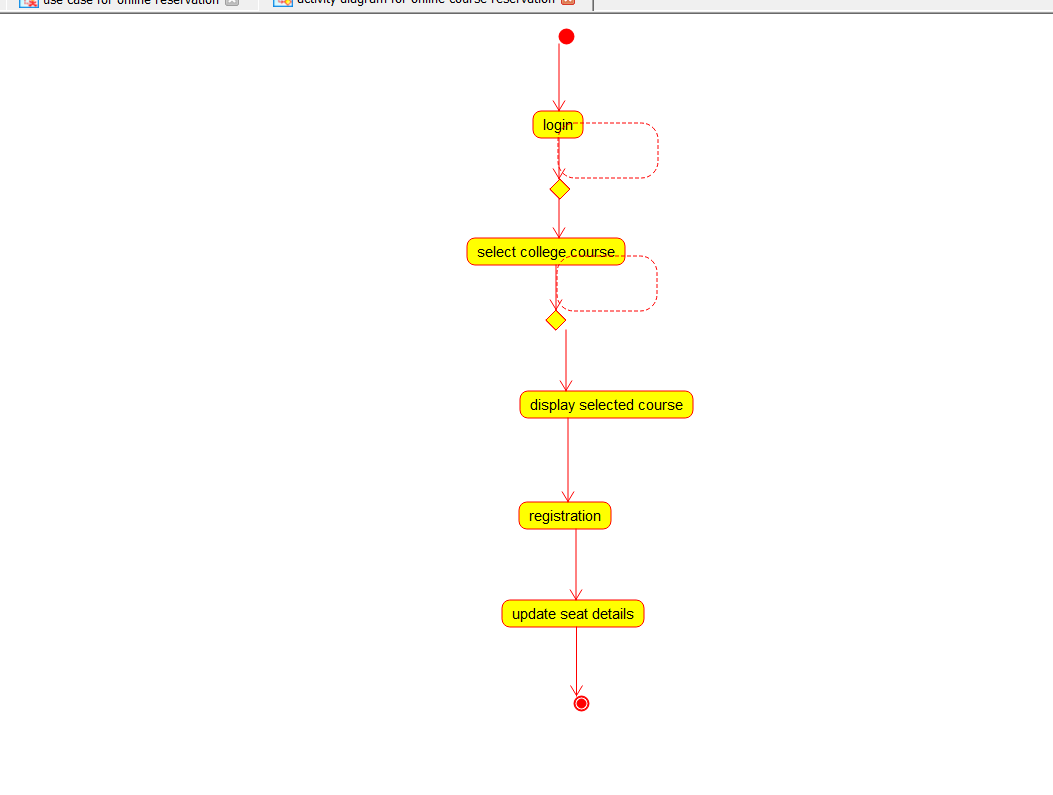 use case for online reservation
activity diagram for online course reservation
login
select college course
display selected course
registration
update seat details